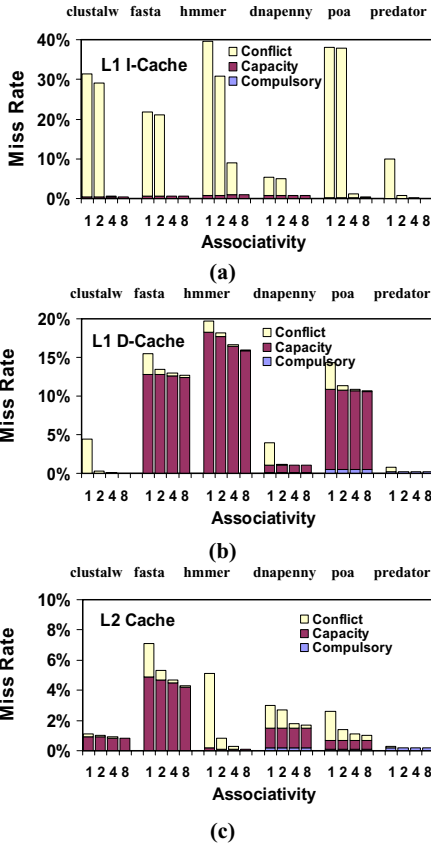 clustalw fasta hmmer dnapenny poa predator
40%
30%
20%
10%
0%
Miss Rate
L1 I-Cache
Conflict
Capacity
Compulsory
1 2 4 8 1 2 4 8 1 2 4 8 1 2 4 8 1 2 4 8 1 2 4 8
Associativity
(a)
clustalw fasta hmmer dnapenny poa predator
20%
15%
10%
5%
0%
Miss Rate
L1 D-Cache
Conflict
Capacity
Compulsory
1 2 4 8 1 2 4 8 1 2 4 8 1 2 4 8 1 2 4 8 1 2 4 8
Associativity
(b)
clustalw fasta hmmer dnapenny poa predator
10%
8%
6%
4%
2%
0%
Miss Rate
L2 Cache
Conflict
Capacity
Compulsory
1 2 4 8 1 2 4 8 1 2 4 8 1 2 4 8 1 2 4 8 1 2 4 8
Associativity
(c)